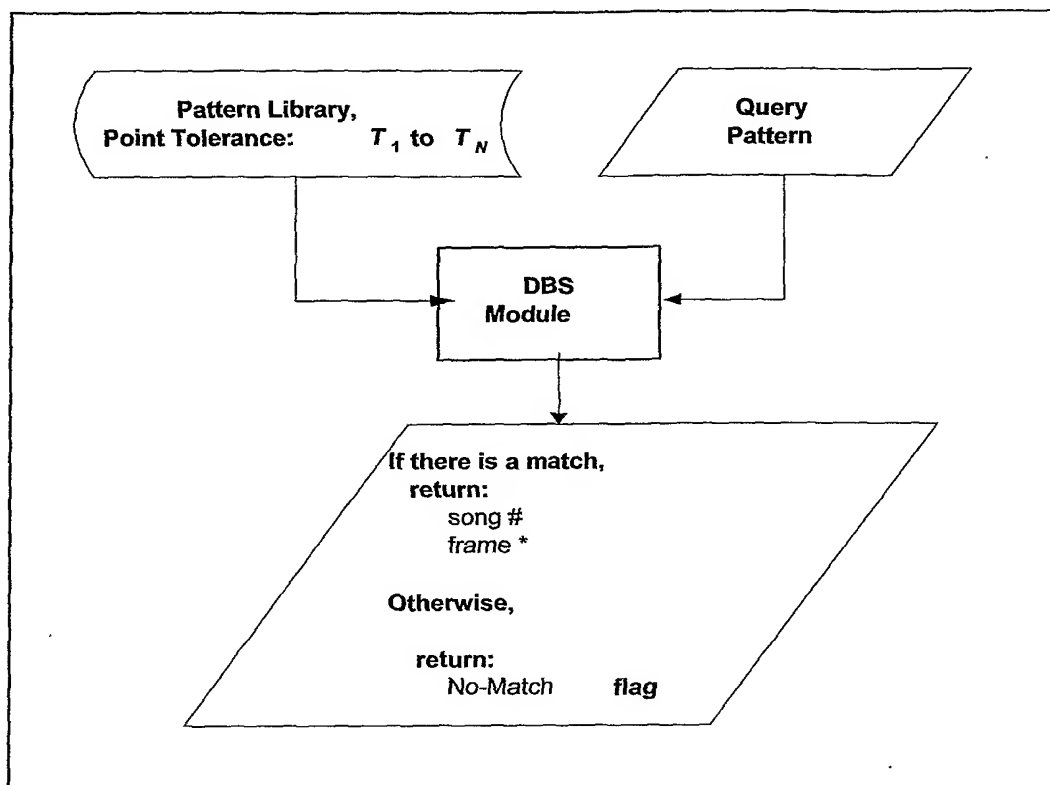 Pattern Library,
Point Tolerance: T1 to TN
Query
Pattern
DBS
Module
If there is a match,
return:
song #
frame *
Otherwise,
return:
No-Match flag